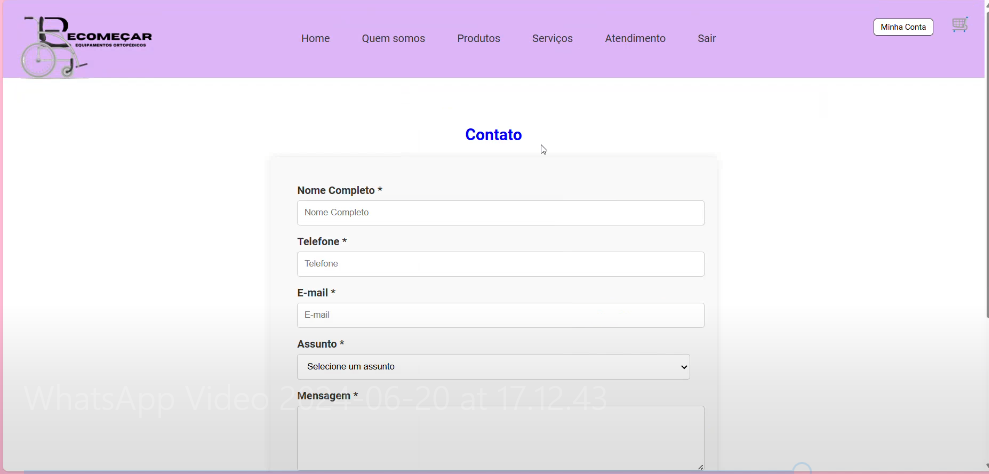 RECOMEÇAR
EQUIPAMENTOS ORTOPÉDICOS
Home Quem somos Produtos Serviços Atendimento Sair
Minha Conta
Contato
Nome Completo *
Nome Completo
Telefone *
Telefone
E-mail *
E-mail
Assunto *
Selecione um assunto
Mensagem *
WhatsApp Video 2024-06-20 at 17.12.43